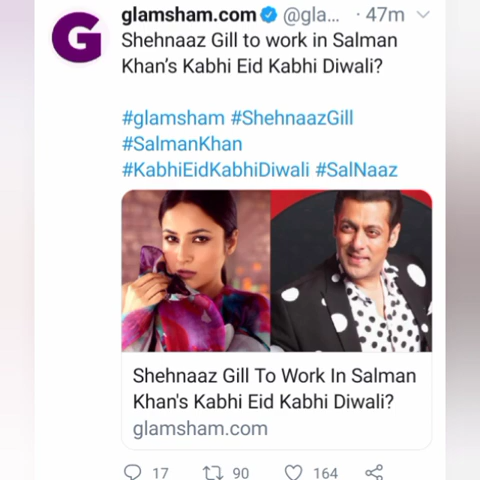 G
glamsham.com @gla... · 47m
Shehnaaz Gill to work in Salman
Khan's Kabhi Eid Kabhi Diwali?
#glamsham #ShehnaazGill
#SalmanKhan
#KabhiEidKabhiDiwali #SalNaaz
Shehnaaz Gill To Work In Salman
Khan's Kabhi Eid Kabhi Diwali?
glamsham.com
17 90 164